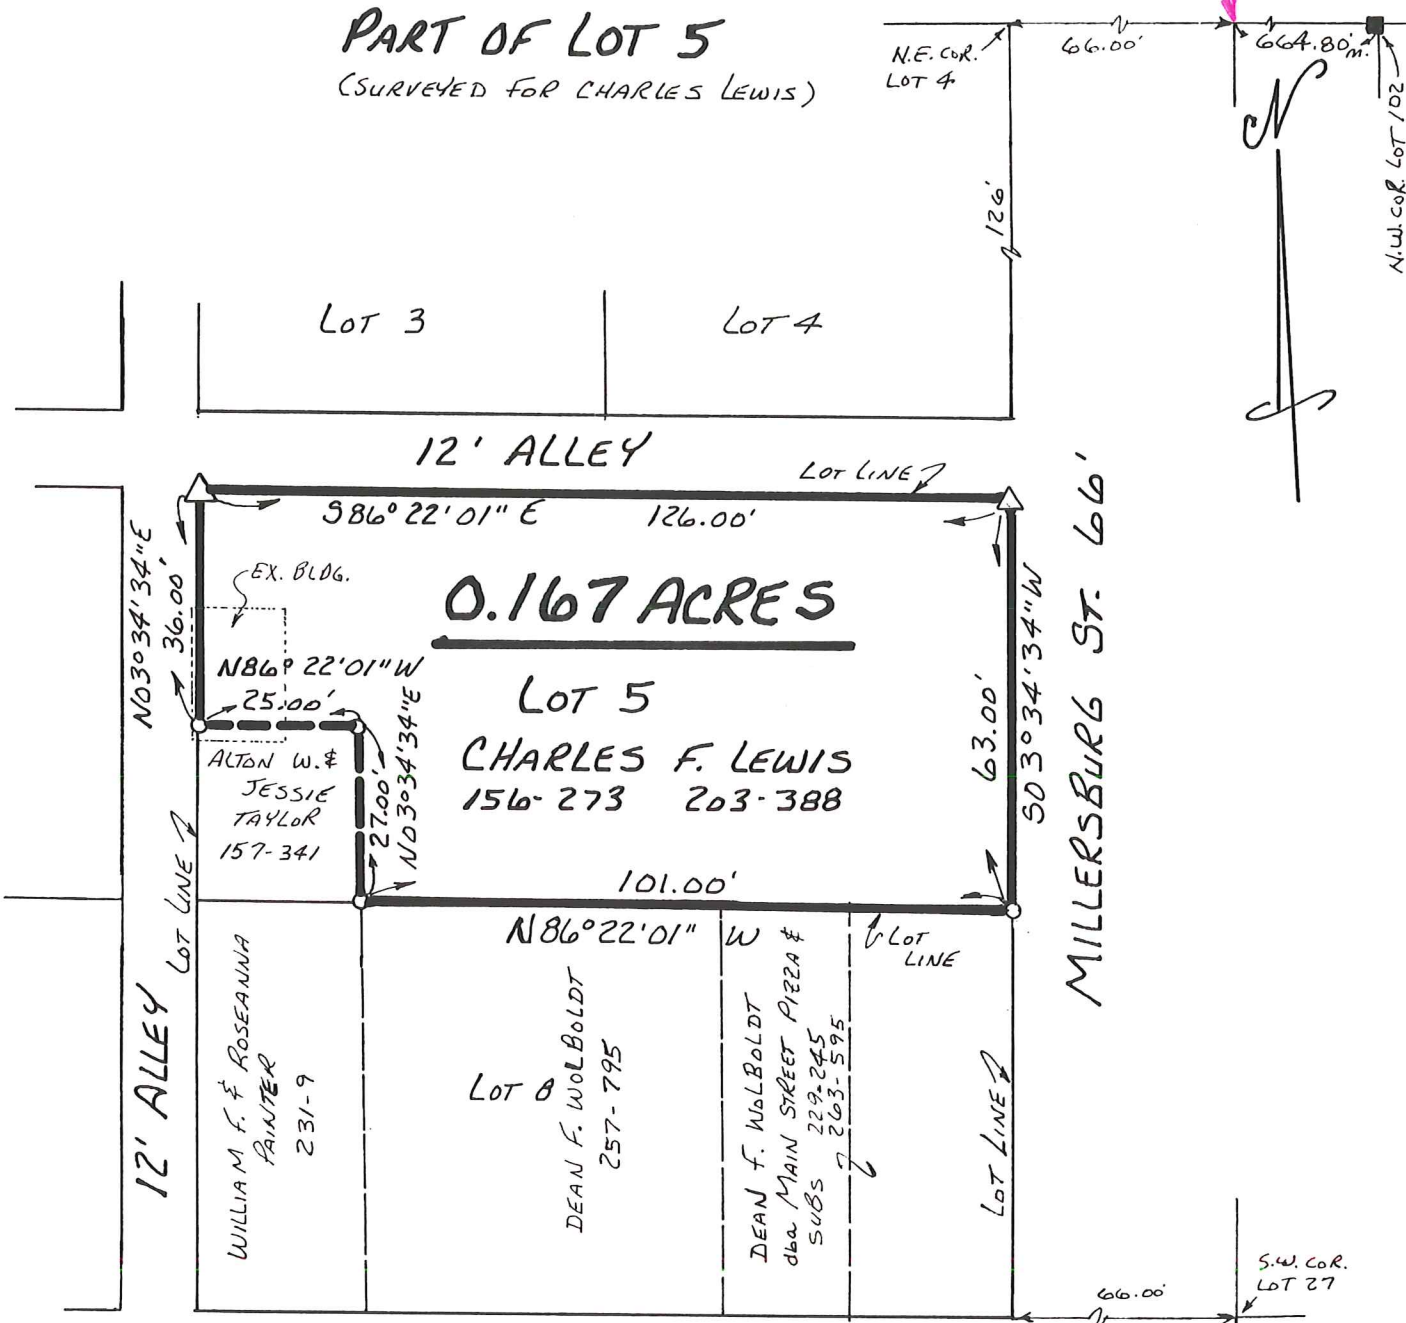 PART OF LOT 5
(SURVEYED FOR CHARLES LEWIS)
N.E. COR.
LOT 4
66.00'
664.80'm.
N
N.W. COR. LOT 102
126'
LOT 3
LOT 4
12' ALLEY
LOT LINE
S86°22'01"E 126.00'
N03°34'34"E
36.00'
EX. BLDG.
0.167 ACRES
N86°22'01"W
25.00'
LOT 5
CHARLES F. LEWIS
156-273 203-388
63.00'
S03°34'34"W
MILLERSBURG ST. 66'
ALTON W. &
JESSIE
TAYLOR
157-341
27.00'
N03°34'34"E
LOT LINE
101.00'
N86°22'01" W
LOT
LINE
12' ALLEY
WILLIAM F. & ROSEANNA
PAINTER
231-9
LOT 8
DEAN F. WOLBOLDT
257-795
DEAN F. WOLBOLDT
dba MAIN STREET PIZZA &
SUBS 229-245
263-595
LOT LINE
66.00'
S.W. COR.
LOT 27